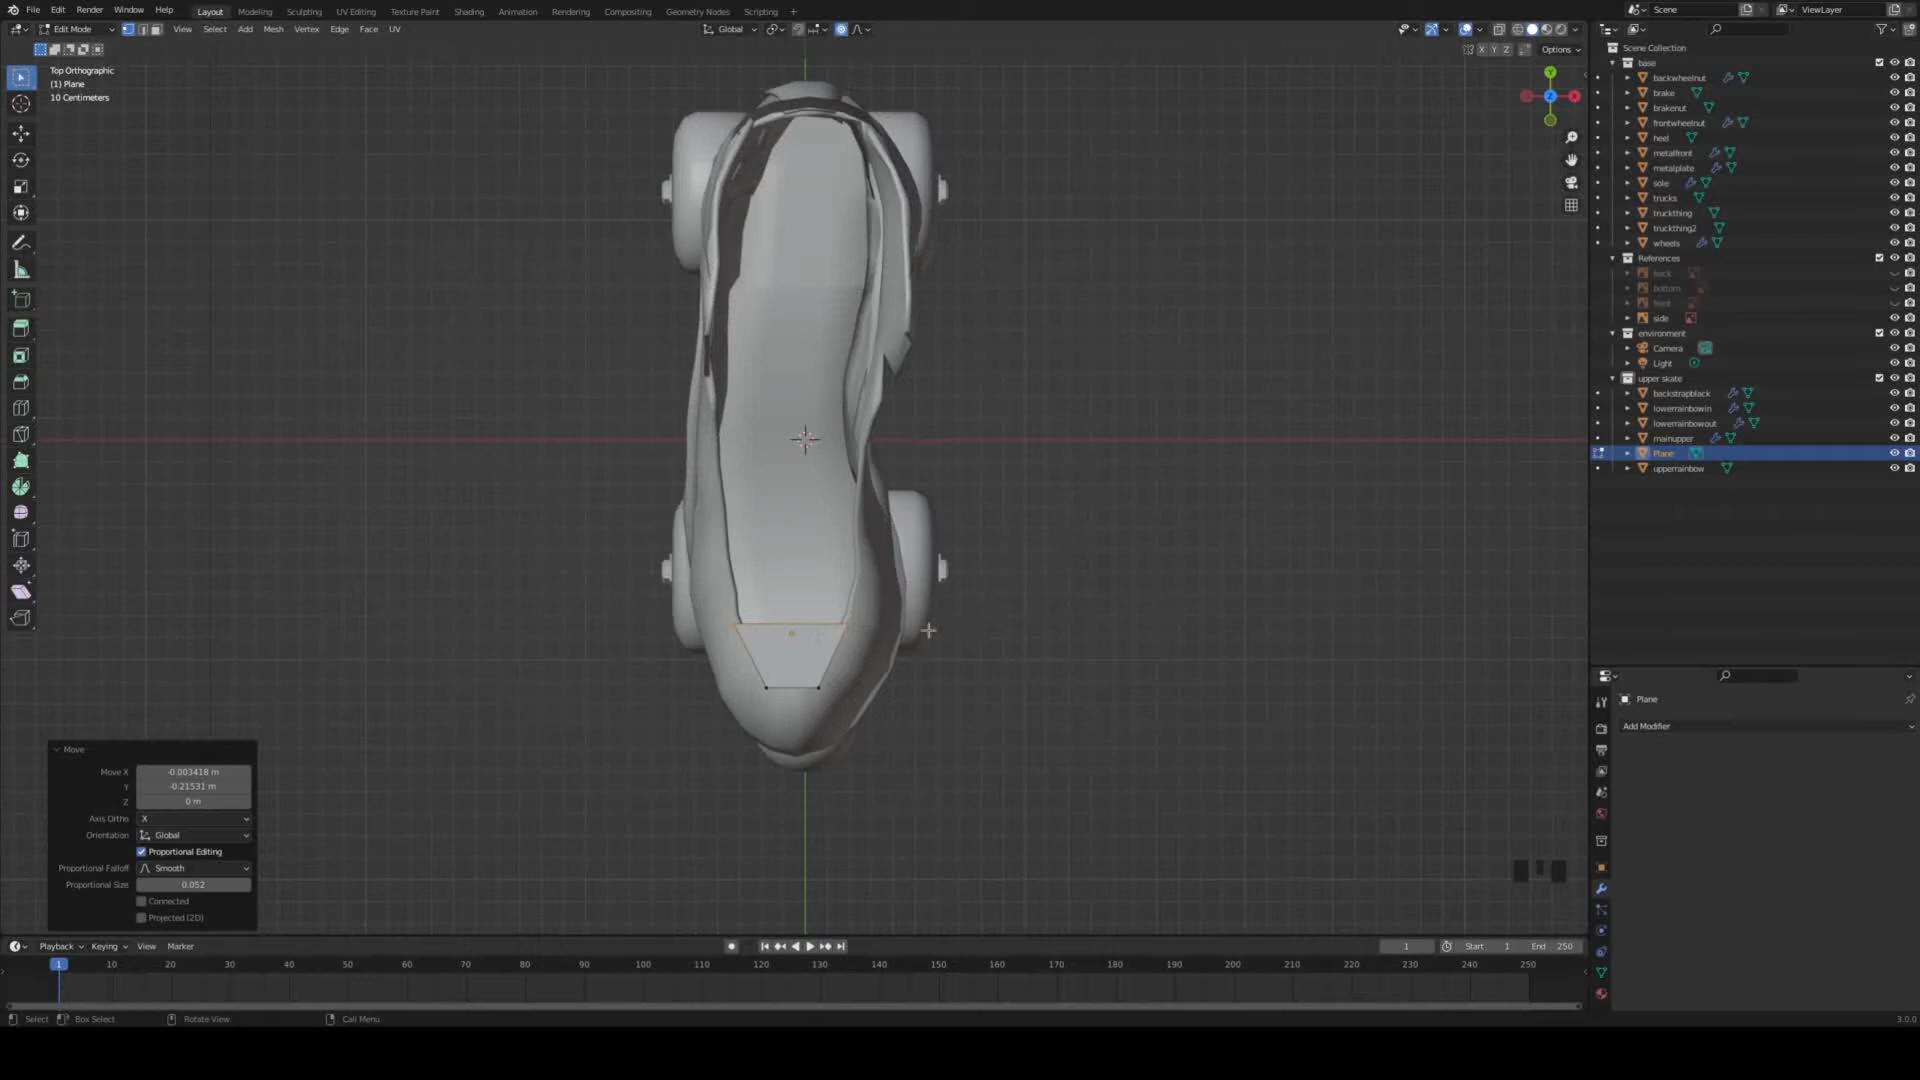 File Edit Render Window Help Layout Modeling Sculpting UV Editing Texture Paint Shading Animation Rendering Compositing Geometry Nodes Scripting + Scene ViewLayer
Edit Mode View Select Add Mesh Vertex Edge Face UV Global
X Y Z Options
Top Orthographic
(1) Plane
10 Centimeters
Y
Z X
Scene Collection
base
backwheelnut
brake
brakenut
frontwheelnut
heel
metalfront
metalplate
sole
trucks
truckthing
truckthing2
wheels
References
back
bottom
front
side
environment
Camera
Light
upper skate
backstrapblack
lowerrainbowin
lowerrainbowout
mainupper
Plane
upperrainbow
Plane
Add Modifier
Move
Move X -0.003418 m
Y -0.21531 m
Z 0 m
Axis Ortho X
Orientation Global
Proportional Editing
Proportional Falloff Smooth
Proportional Size 0.052
Connected
Projected (2D)
Playback Keying View Marker 1 Start 1 End 250
1 10 20 30 40 50 60 70 80 90 100 110 120 130 140 150 160 170 180 190 200 210 220 230 240 250
Select Box Select Rotate View Call Menu 3.0.0